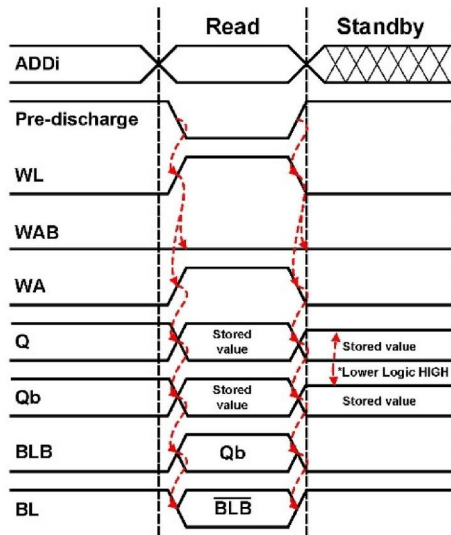 Read Standby
ADDi
Pre-discharge
WL
WAB
WA
Q Stored value Stored value
*Lower Logic HIGH
Qb Stored value Stored value
BLB Qb
BL B̅L̅B̅